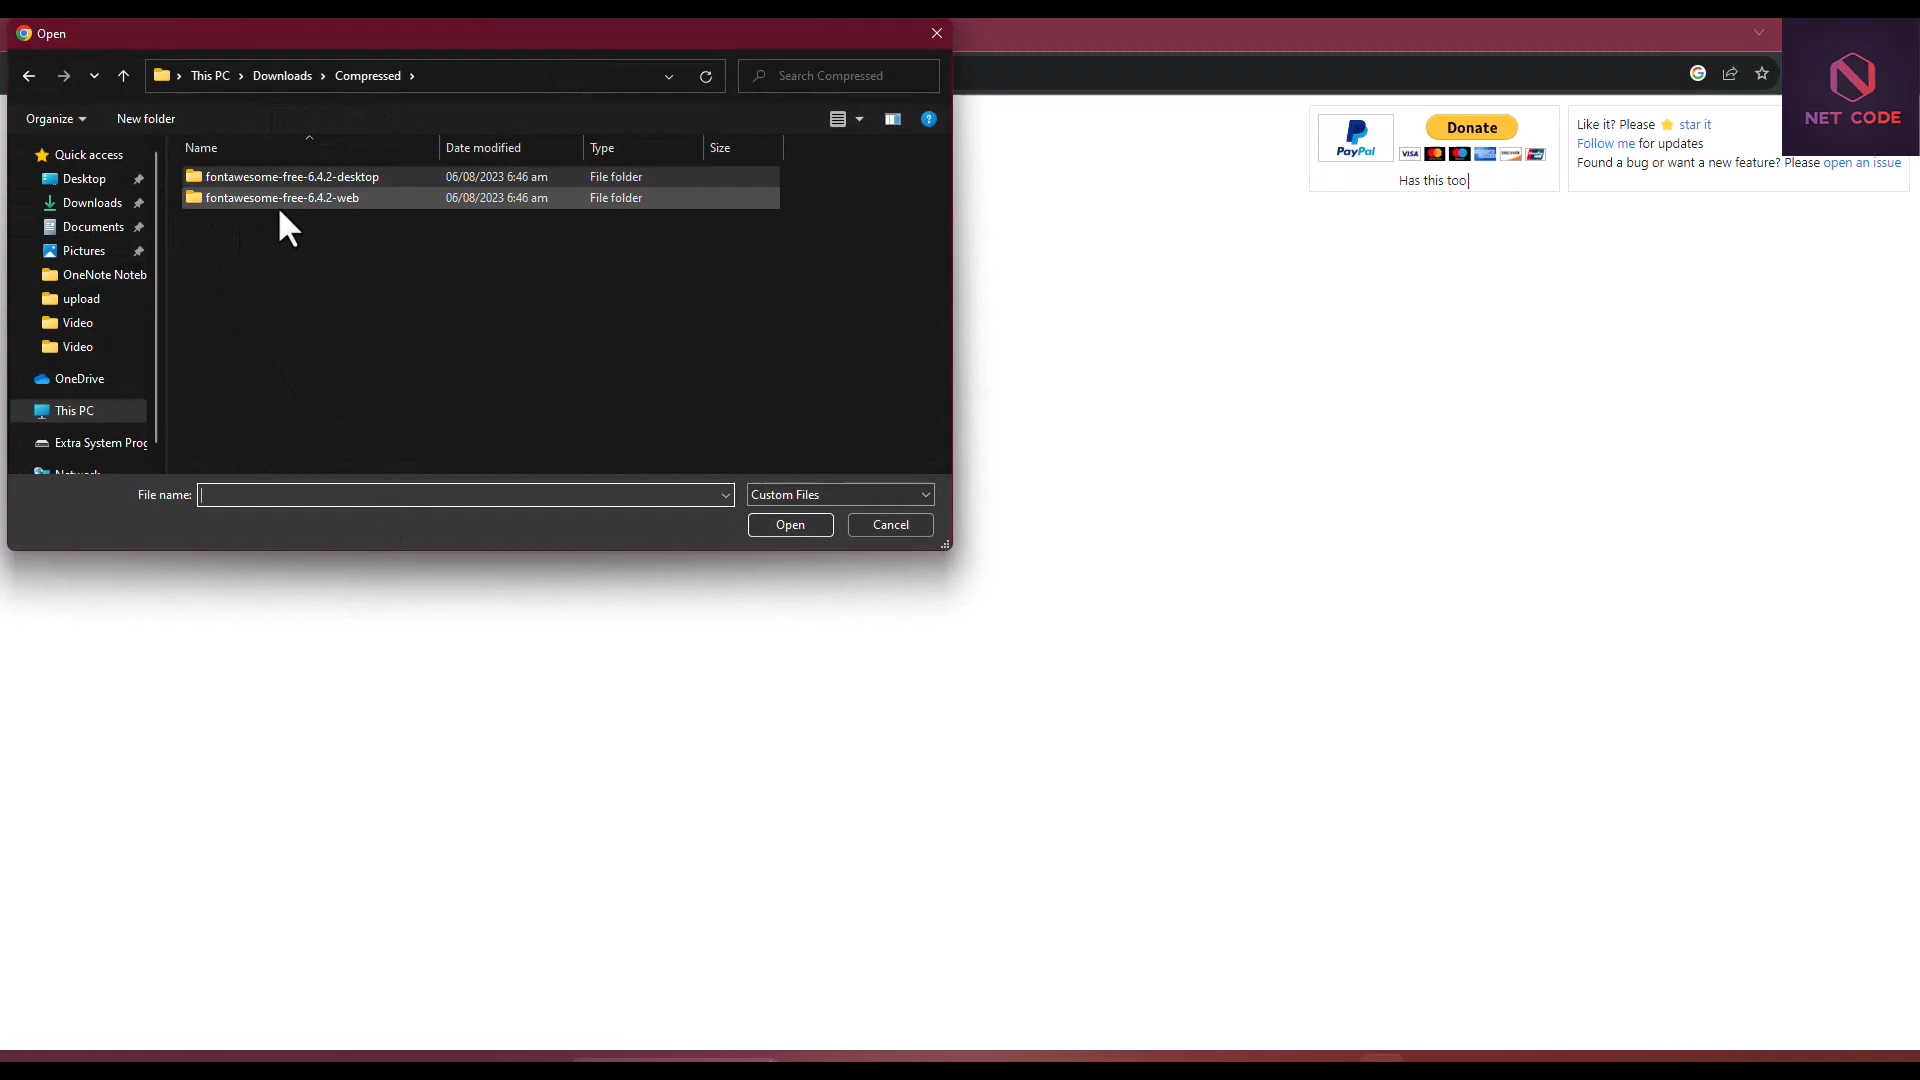 Open
This PC > Downloads > Compressed >
Search Compressed
Organize
New folder
Name
Date modified
Type
Size
Quick access
Desktop
Downloads
Documents
Pictures
OneNote Noteb
upload
Video
Video
OneDrive
This PC
Extra System Prog
Network
fontawesome-free-6.4.2-desktop 06/08/2023 6:46 am File folder
fontawesome-free-6.4.2-web 06/08/2023 6:46 am File folder
File name:
Custom Files
Open
Cancel
PayPal
Donate
VISA
Has this too
Like it? Please ⭐ star it
Follow me for updates
Found a bug or want a new feature? Please open an issue
NET CODE